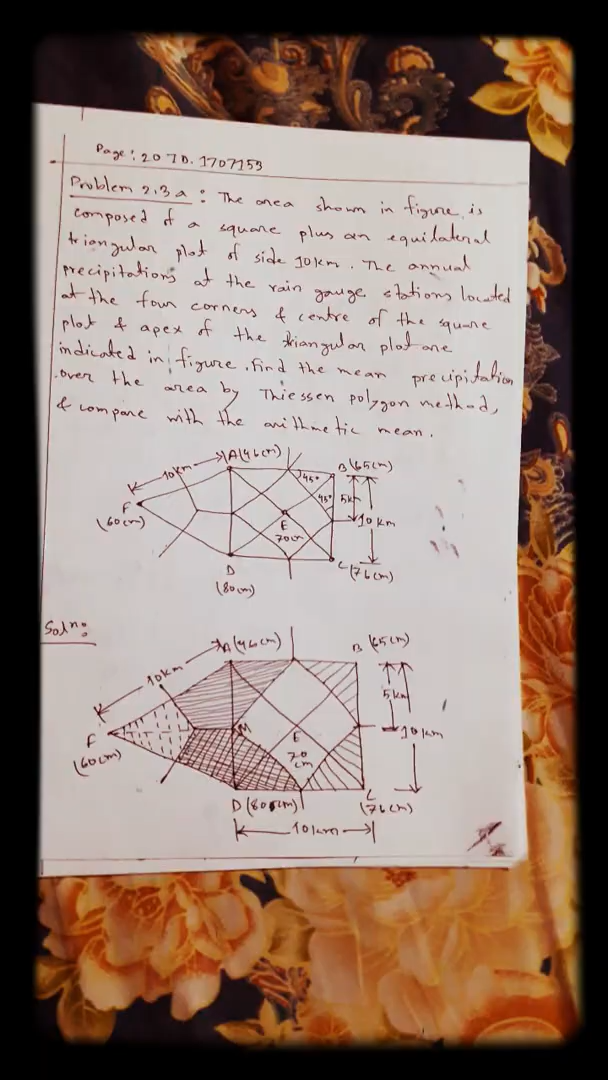 Page: 20 ID. 1707153
Problem 2.3 a : The area shown in figure is
composed of a square plus an equilateral
triangular plot of side 10km. The annual
precipitations at the rain gauge stations located
at the four corners & centre of the square
plot & apex of the triangular plot are
indicated in figure. Find the mean precipitation
over the area by Thiessen polygon method,
& compare with the arithmetic mean.
A(46cm)
B(65cm)
10km
45°
45°
5km
F
(60cm)
E
70cm
10km
D
(80cm)
C
(76cm)
Soln:
A(46cm)
B (65cm)
10km
5km
F
(60cm)
M
E
70
cm
10km
D(80cm)
C
(76cm)
10km